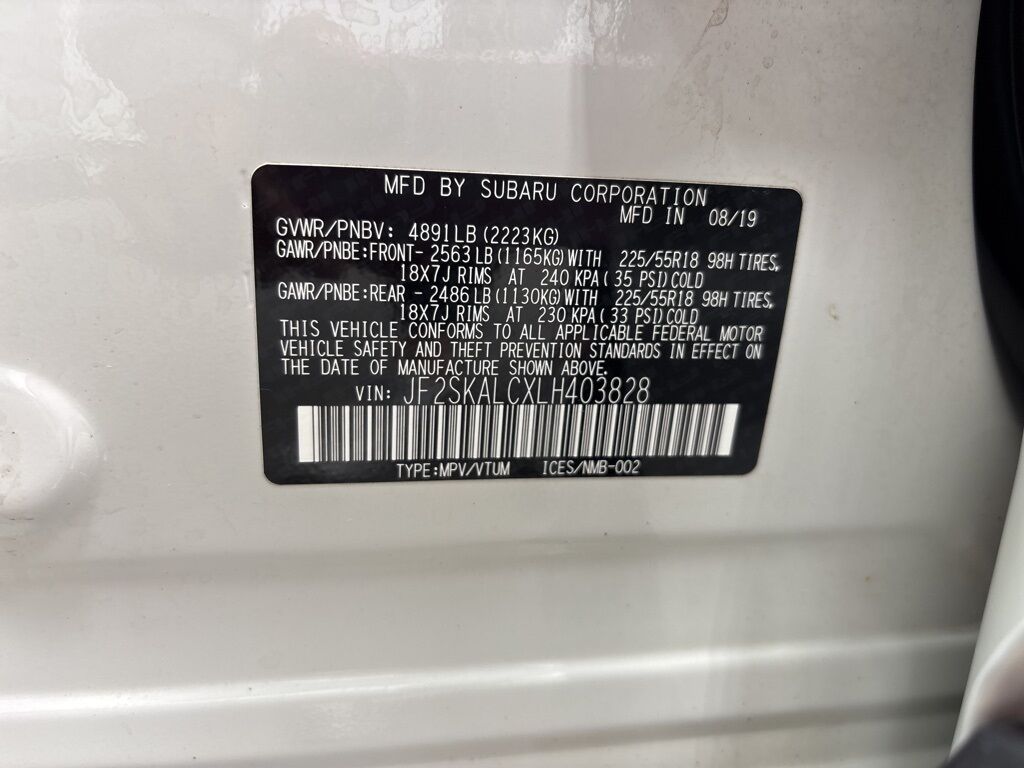 MFD BY SUBARU CORPORATION
MFD IN 08/19
GVWR/PNBV: 4891LB (2223KG)
GAWR/PNBE:FRONT- 2563 LB (1165KG) WITH 225/55R18 98H TIRES,
18X7J RIMS AT 240 KPA ( 35 PSI) COLD
GAWR/PNBE:REAR - 2486 LB (1130KG) WITH 225/55R18 98H TIRES,
18X7J RIMS AT 230 KPA ( 33 PSI) COLD
THIS VEHICLE CONFORMS TO ALL APPLICABLE FEDERAL MOTOR
VEHICLE SAFETY AND THEFT PREVENTION STANDARDS IN EFFECT ON
THE DATE OF MANUFACTURE SHOWN ABOVE.
VIN: JF2SKALCXLH403828
TYPE:MPV/VTUM ICES/NMB-002